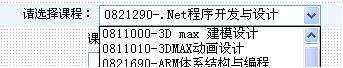 请选择课程： 0821290-.Net程序开发与设计
课
0811000-3D max 建模设计
0811010-3DMAX动画设计
0821690-ARM体系结构与编程